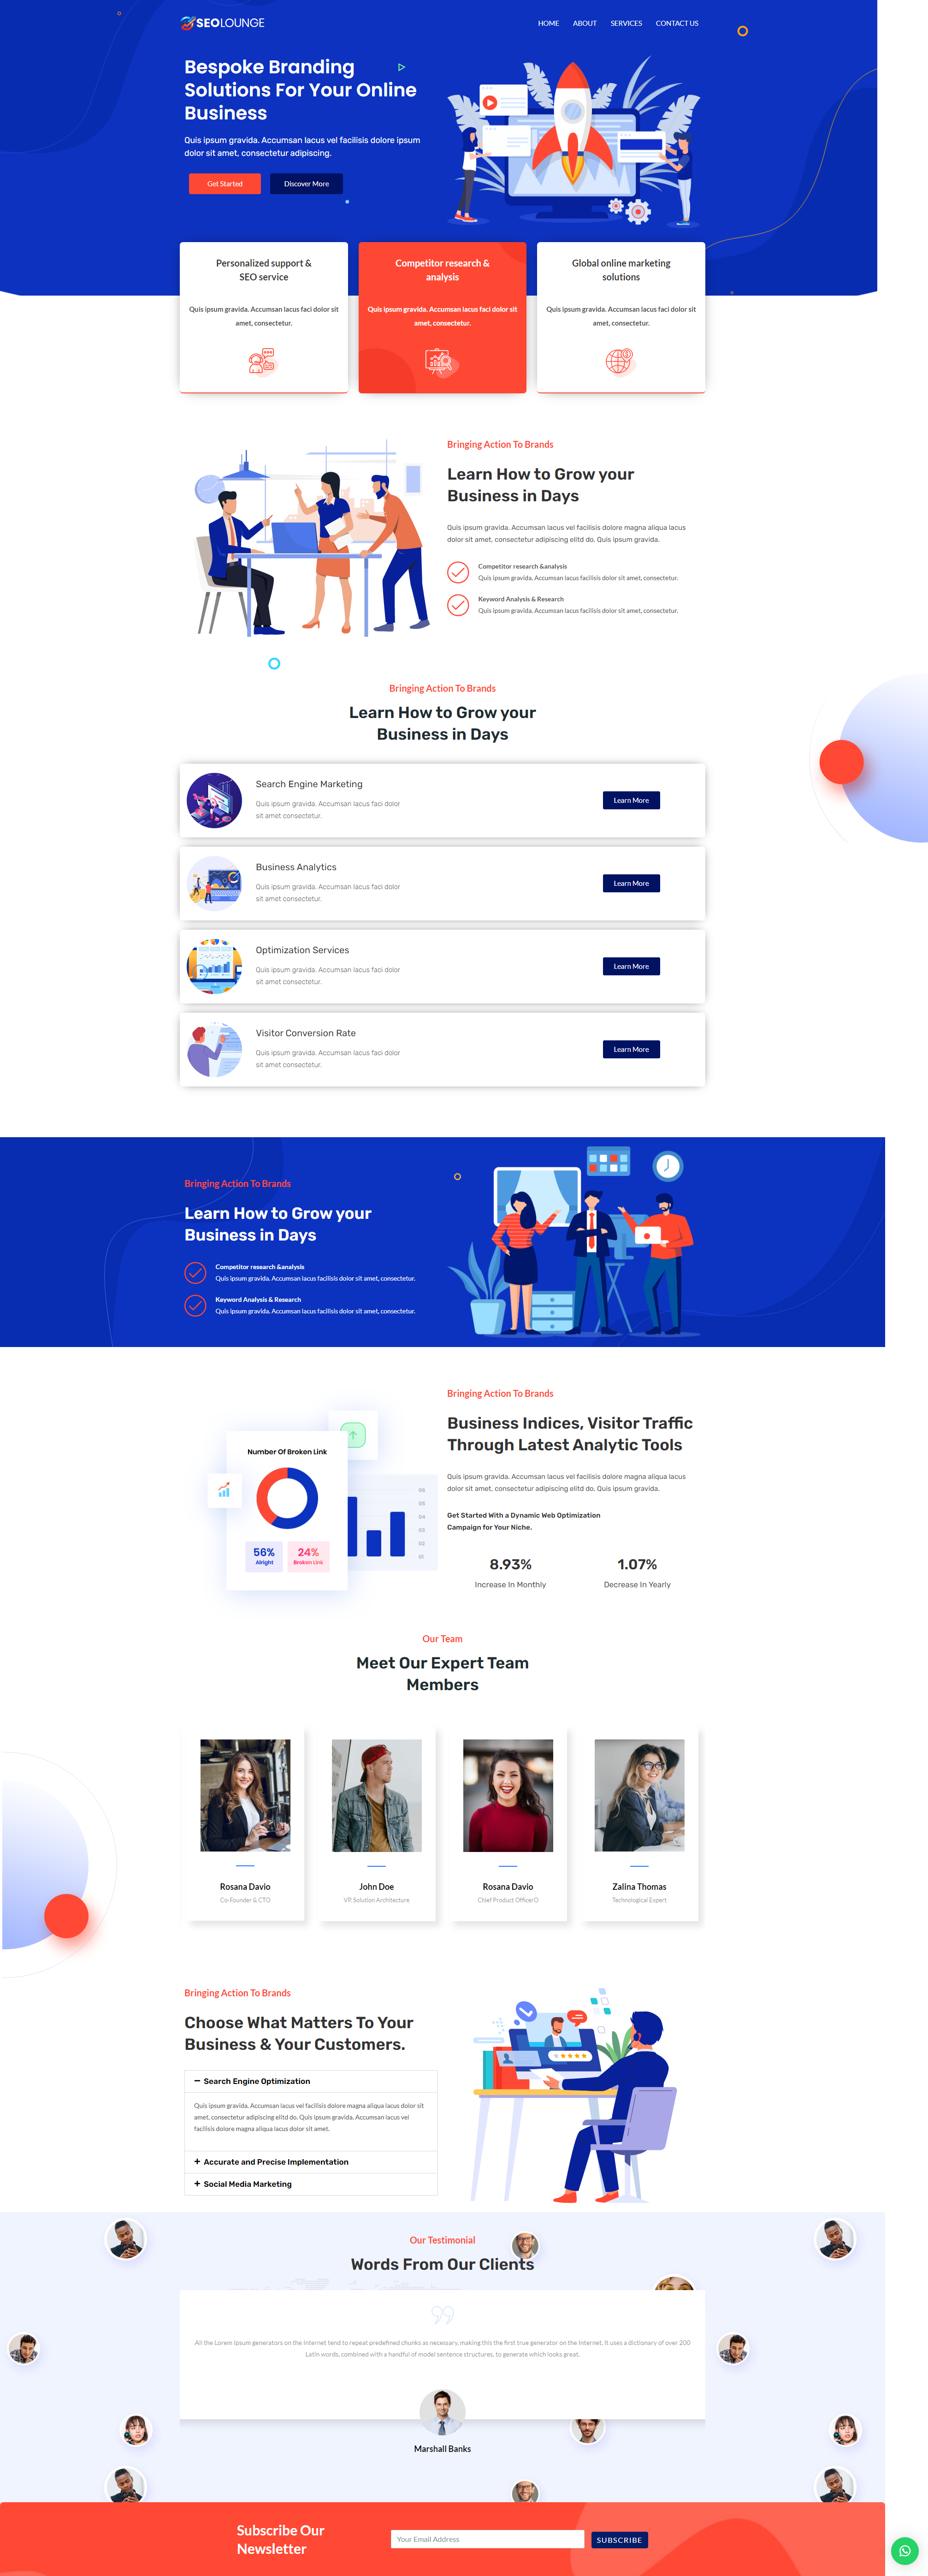 SEOLOUNGE
HOME ABOUT SERVICES CONTACT US
Bespoke Branding
Solutions For Your Online
Business
Quis ipsum gravida. Accumsan lacus vel facilisis dolore ipsum
dolor sit amet, consectetur adipiscing.
Get Started Discover More
Personalized support &
SEO service
Quis ipsum gravida. Accumsan lacus faci dolor sit
amet, consectetur.
Competitor research &
analysis
Quis ipsum gravida. Accumsan lacus faci dolor sit
amet, consectetur.
Global online marketing
solutions
Quis ipsum gravida. Accumsan lacus faci dolor sit
amet, consectetur.
Bringing Action To Brands
Learn How to Grow your
Business in Days
Quis ipsum gravida. Accumsan lacus vel facilisis dolore magna aliqua lacus
dolor sit amet, consectetur adipiscing elitd do. Quis ipsum gravida.
Competitor research &analysis
Quis ipsum gravida. Accumsan lacus facilisis dolor sit amet, consectetur.
Keyword Analysis & Research
Quis ipsum gravida. Accumsan lacus facilisis dolor sit amet, consectetur.
Bringing Action To Brands
Learn How to Grow your
Business in Days
Search Engine Marketing
Quis ipsum gravida. Accumsan lacus faci dolor
sit amet consectetur.
Learn More
Business Analytics
Quis ipsum gravida. Accumsan lacus faci dolor
sit amet consectetur.
Learn More
Optimization Services
Quis ipsum gravida. Accumsan lacus faci dolor
sit amet consectetur.
Learn More
Visitor Conversion Rate
Quis ipsum gravida. Accumsan lacus faci dolor
sit amet consectetur.
Learn More
Bringing Action To Brands
Learn How to Grow your
Business in Days
Competitor research &analysis
Quis ipsum gravida. Accumsan lacus facilisis dolor sit amet, consectetur.
Keyword Analysis & Research
Quis ipsum gravida. Accumsan lacus facilisis dolor sit amet, consectetur.
Number Of Broken Link
56%
Alright
24%
Broken Link
06
05
04
03
02
01
Bringing Action To Brands
Business Indices, Visitor Traffic
Through Latest Analytic Tools
Quis ipsum gravida. Accumsan lacus vel facilisis dolore magna aliqua lacus
dolor sit amet, consectetur adipiscing elitd do. Quis ipsum gravida.
Get Started With a Dynamic Web Optimization
Campaign for Your Niche.
8.93%
Increase In Monthly
1.07%
Decrease In Yearly
Our Team
Meet Our Expert Team
Members
Rosana Davio
Co-Founder & CTO
John Doe
VP, Solution Architecture
Rosana Davio
Chief Product OfficerO
Zalina Thomas
Technological Expert
Bringing Action To Brands
Choose What Matters To Your
Business & Your Customers.
Search Engine Optimization
Quis ipsum gravida. Accumsan lacus vel facilisis dolore magna aliqua lacus dolor sit
amet, consectetur adipiscing elitd do. Quis ipsum gravida. Accumsan lacus vel
facilisis dolore magna aliqua lacus dolor sit amet.
Accurate and Precise Implementation
Social Media Marketing
Our Testimonial
Words From Our Clients
All the Lorem Ipsum generators on the Internet tend to repeat predefined chunks as necessary, making this the first true generator on the Internet. It uses a dictionary of over 200
Latin words, combined with a handful of model sentence structures, to generate which looks great.
Marshall Banks
Subscribe Our
Newsletter
Your Email Address
SUBSCRIBE